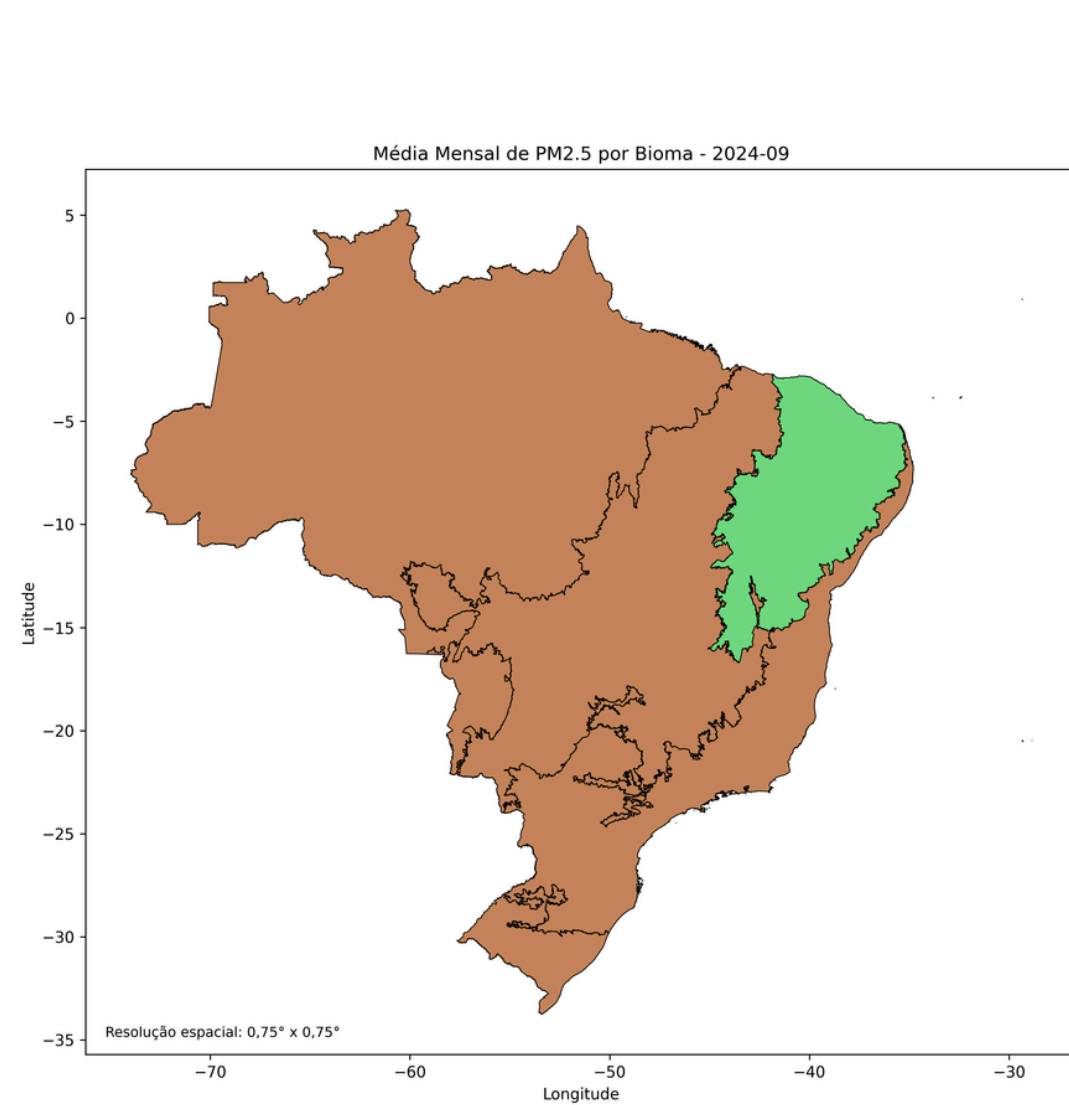 Média Mensal de PM2.5 por Bioma - 2024-09
5
0
−5
−10
−15
−20
−25
−30
−35
Latitude
Resolução espacial: 0,75° x 0,75°
−70 −60 −50 −40 −30
Longitude